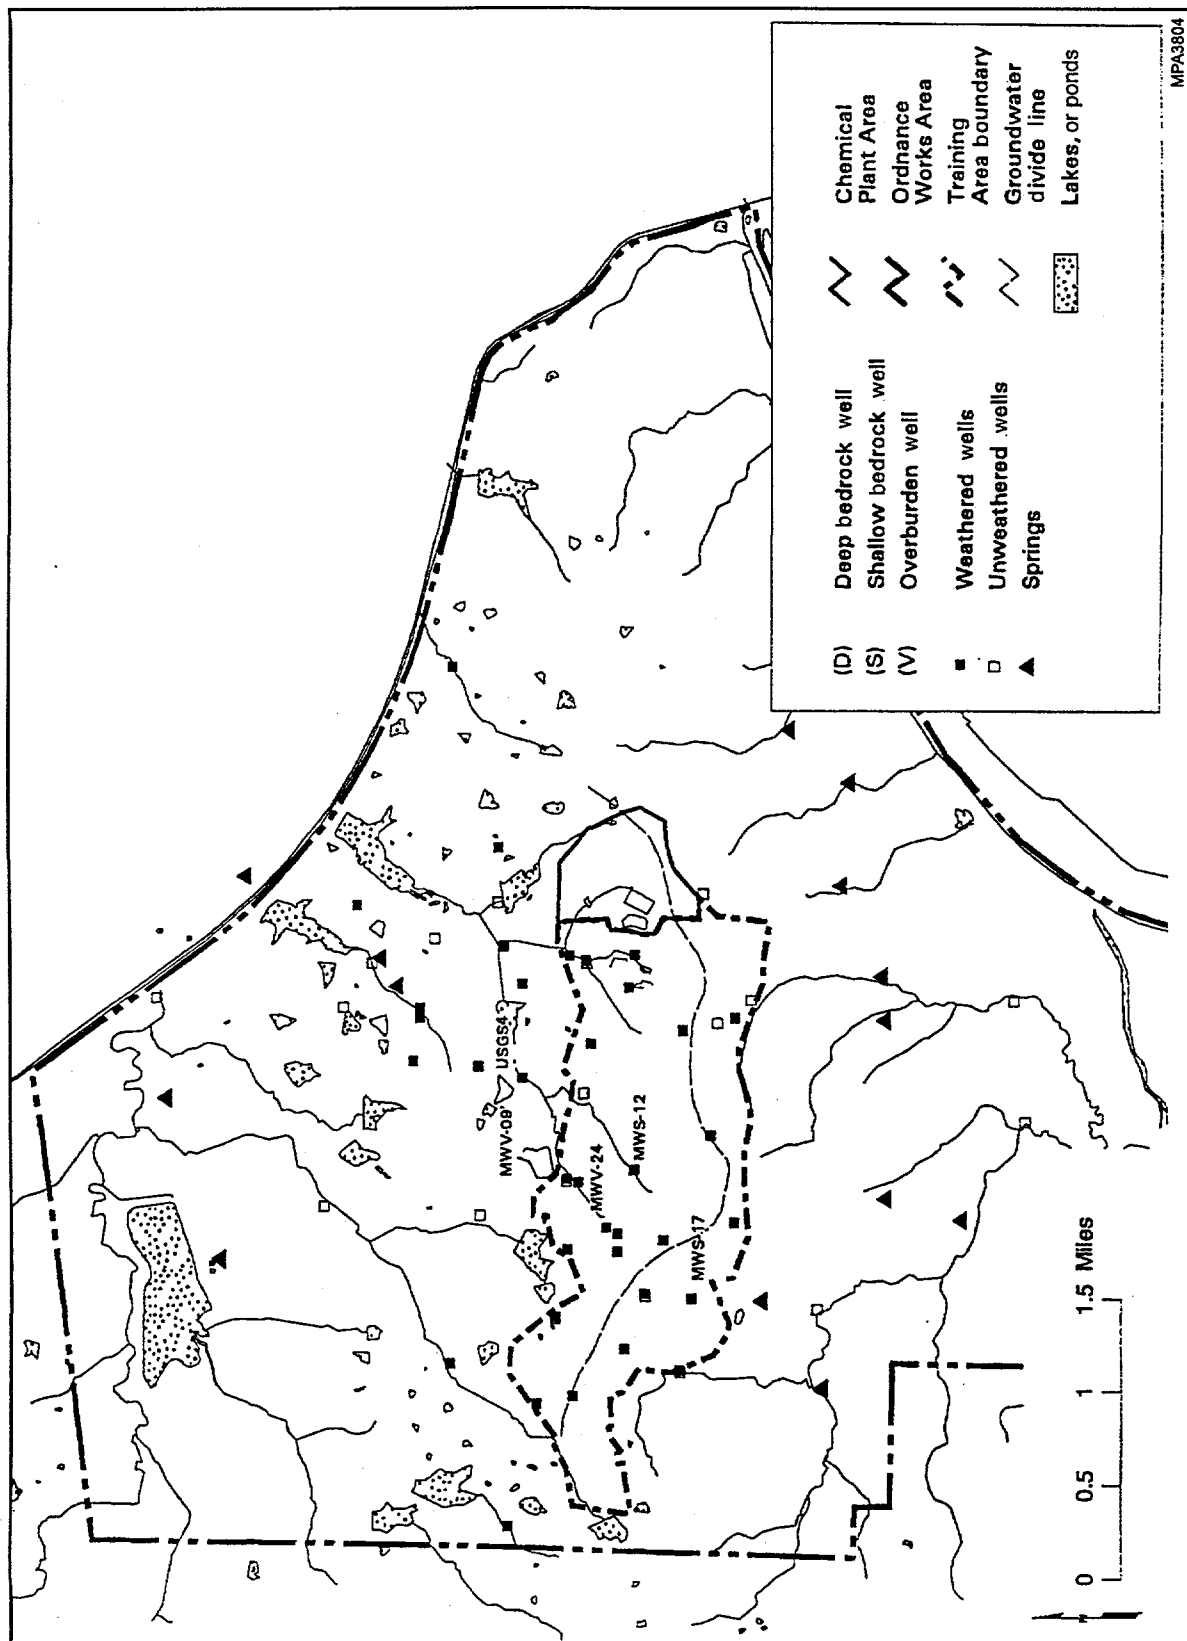 USGS4
MWV-09'
MWV-24
MWS-12
MWS-17
(D) Deep bedrock well
(S) Shallow bedrock well
(V) Overburden well
Weathered wells
Unweathered wells
Springs
Chemical
Plant Area
Ordnance
Works Area
Training
Area boundary
Groundwater
divide line
Lakes, or ponds
0 0.5 1 1.5 Miles
N
MPA3804